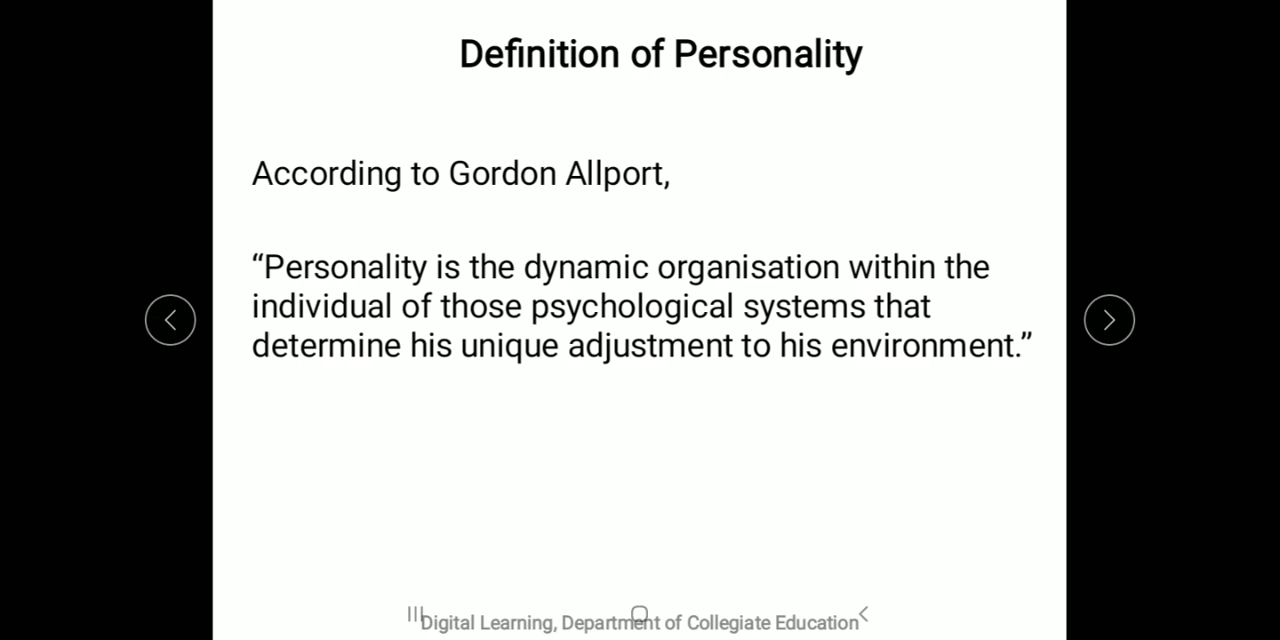 Definition of Personality
According to Gordon Allport,
“Personality is the dynamic organisation within the
individual of those psychological systems that
determine his unique adjustment to his environment.”
Digital Learning, Department of Collegiate Education